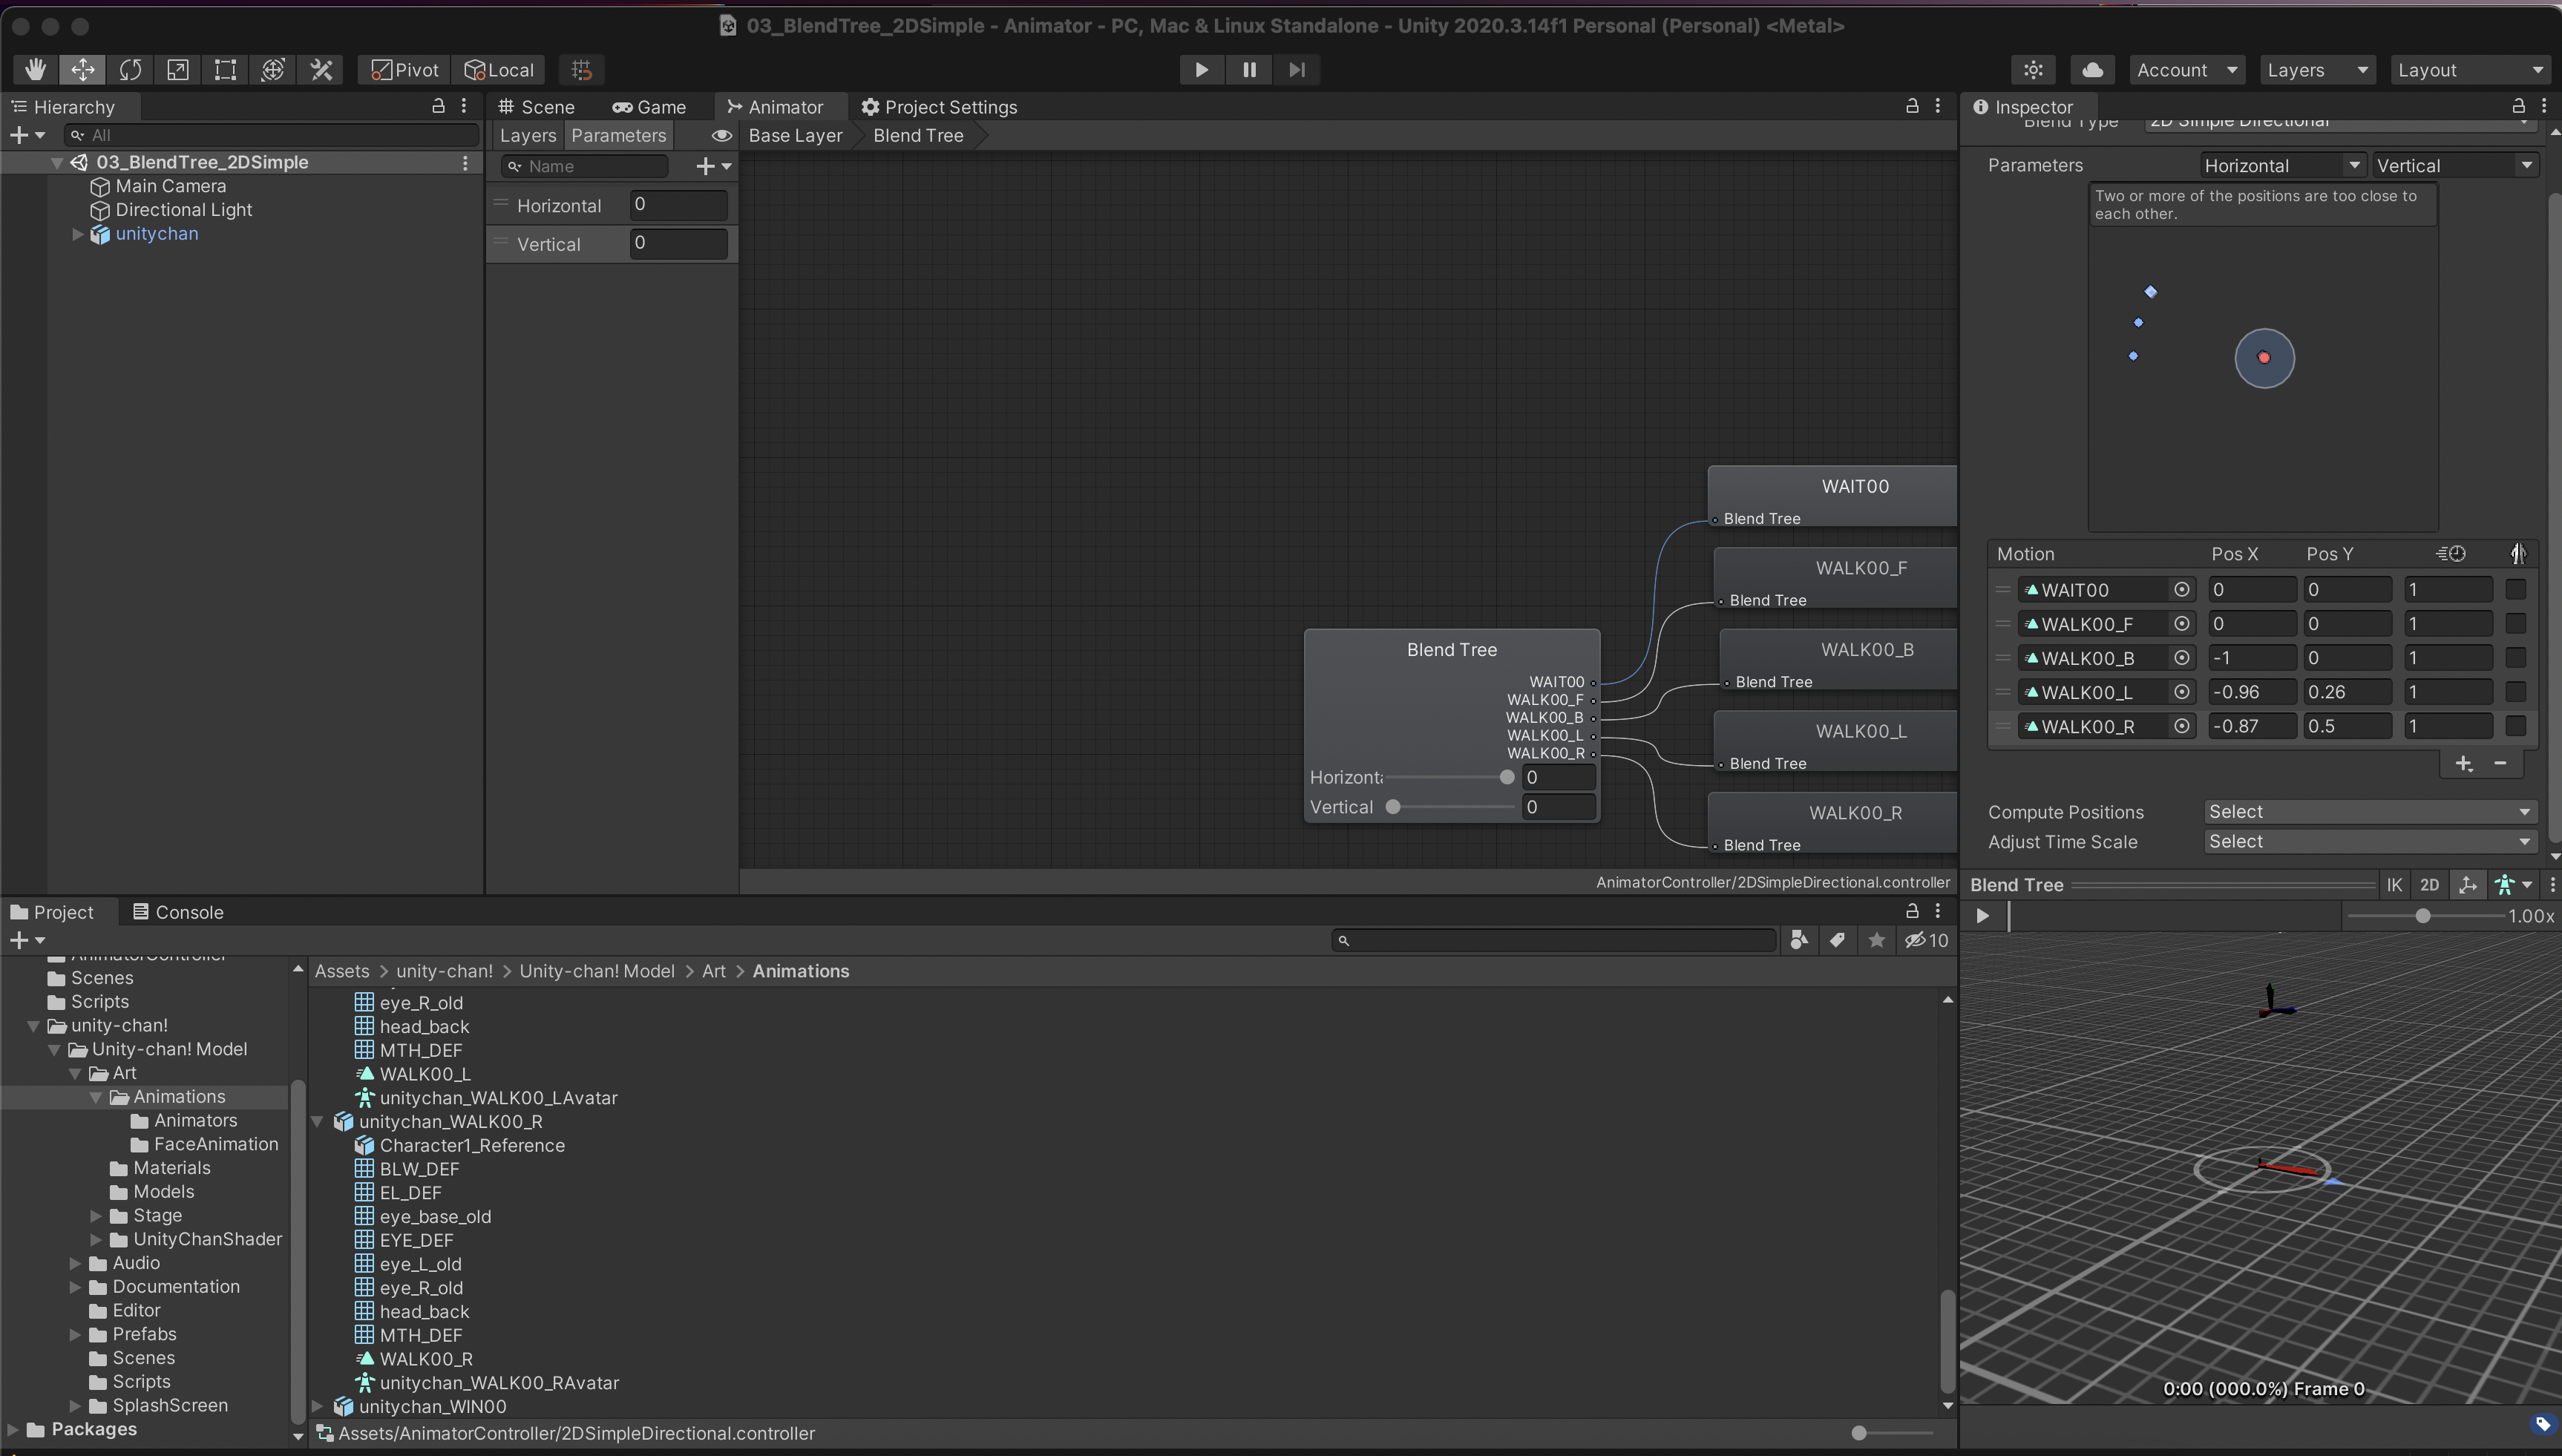 03_BlendTree_2DSimple - Animator - PC, Mac & Linux Standalone - Unity 2020.3.14f1 Personal (Personal) <Metal>
Pivot
Local
Account
Layers
Layout
Hierarchy
All
03_BlendTree_2DSimple
Main Camera
Directional Light
unitychan
Scene
Game
Animator
Project Settings
Layers
Parameters
Base Layer
Blend Tree
Name
Horizontal
0
Vertical
0
WAIT00
Blend Tree
WALK00_F
Blend Tree
WALK00_B
Blend Tree
WALK00_L
Blend Tree
WALK00_R
Blend Tree
Blend Tree
WAIT00
WALK00_F
WALK00_B
WALK00_L
WALK00_R
Horizonta
0
Vertical
0
AnimatorController/2DSimpleDirectional.controller
Inspector
Blend Type
2D Simple Directional
Parameters
Horizontal
Vertical
Two or more of the positions are too close to
each other.
Motion Pos X Pos Y
WAIT00 0 0 1
WALK00_F 0 0 1
WALK00_B -1 0 1
WALK00_L -0.96 0.26 1
WALK00_R -0.87 0.5 1
Compute Positions
Select
Adjust Time Scale
Select
Blend Tree
IK
2D
1.00x
0:00 (000.0%) Frame 0
Project
Console
10
AnimatorController
Scenes
Scripts
unity-chan!
Unity-chan! Model
Art
Animations
Animators
FaceAnimation
Materials
Models
Stage
UnityChanShader
Audio
Documentation
Editor
Prefabs
Scenes
Scripts
SplashScreen
Packages
Assets > unity-chan! > Unity-chan! Model > Art > Animations
eye_R_old
head_back
MTH_DEF
WALK00_L
unitychan_WALK00_LAvatar
unitychan_WALK00_R
Character1_Reference
BLW_DEF
EL_DEF
eye_base_old
EYE_DEF
eye_L_old
eye_R_old
head_back
MTH_DEF
WALK00_R
unitychan_WALK00_RAvatar
unitychan_WIN00
Assets/AnimatorController/2DSimpleDirectional.controller